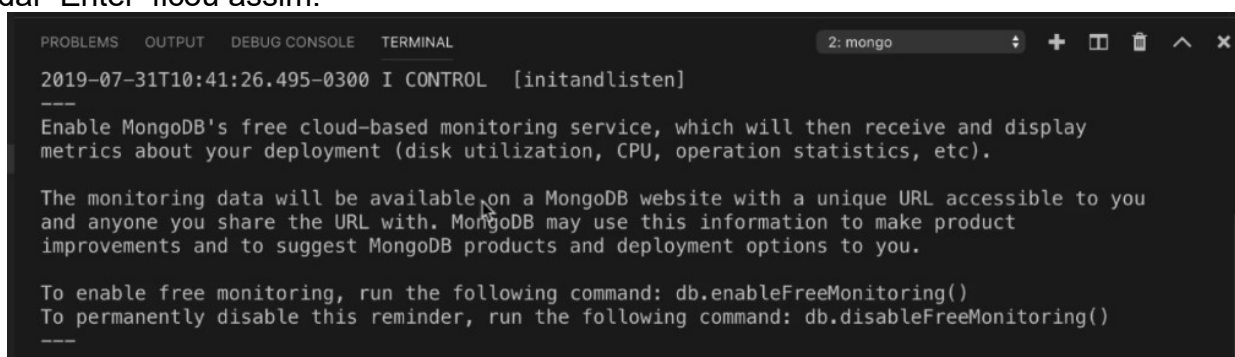 dar "Enter" ficou assim:
PROBLEMS OUTPUT DEBUG CONSOLE TERMINAL 2: mongo
2019-07-31T10:41:26.495-0300 I CONTROL [initandlisten]
---
Enable MongoDB's free cloud-based monitoring service, which will then receive and display
metrics about your deployment (disk utilization, CPU, operation statistics, etc).
The monitoring data will be available on a MongoDB website with a unique URL accessible to you
and anyone you share the URL with. MongoDB may use this information to make product
improvements and to suggest MongoDB products and deployment options to you.
To enable free monitoring, run the following command: db.enableFreeMonitoring()
To permanently disable this reminder, run the following command: db.disableFreeMonitoring()
---